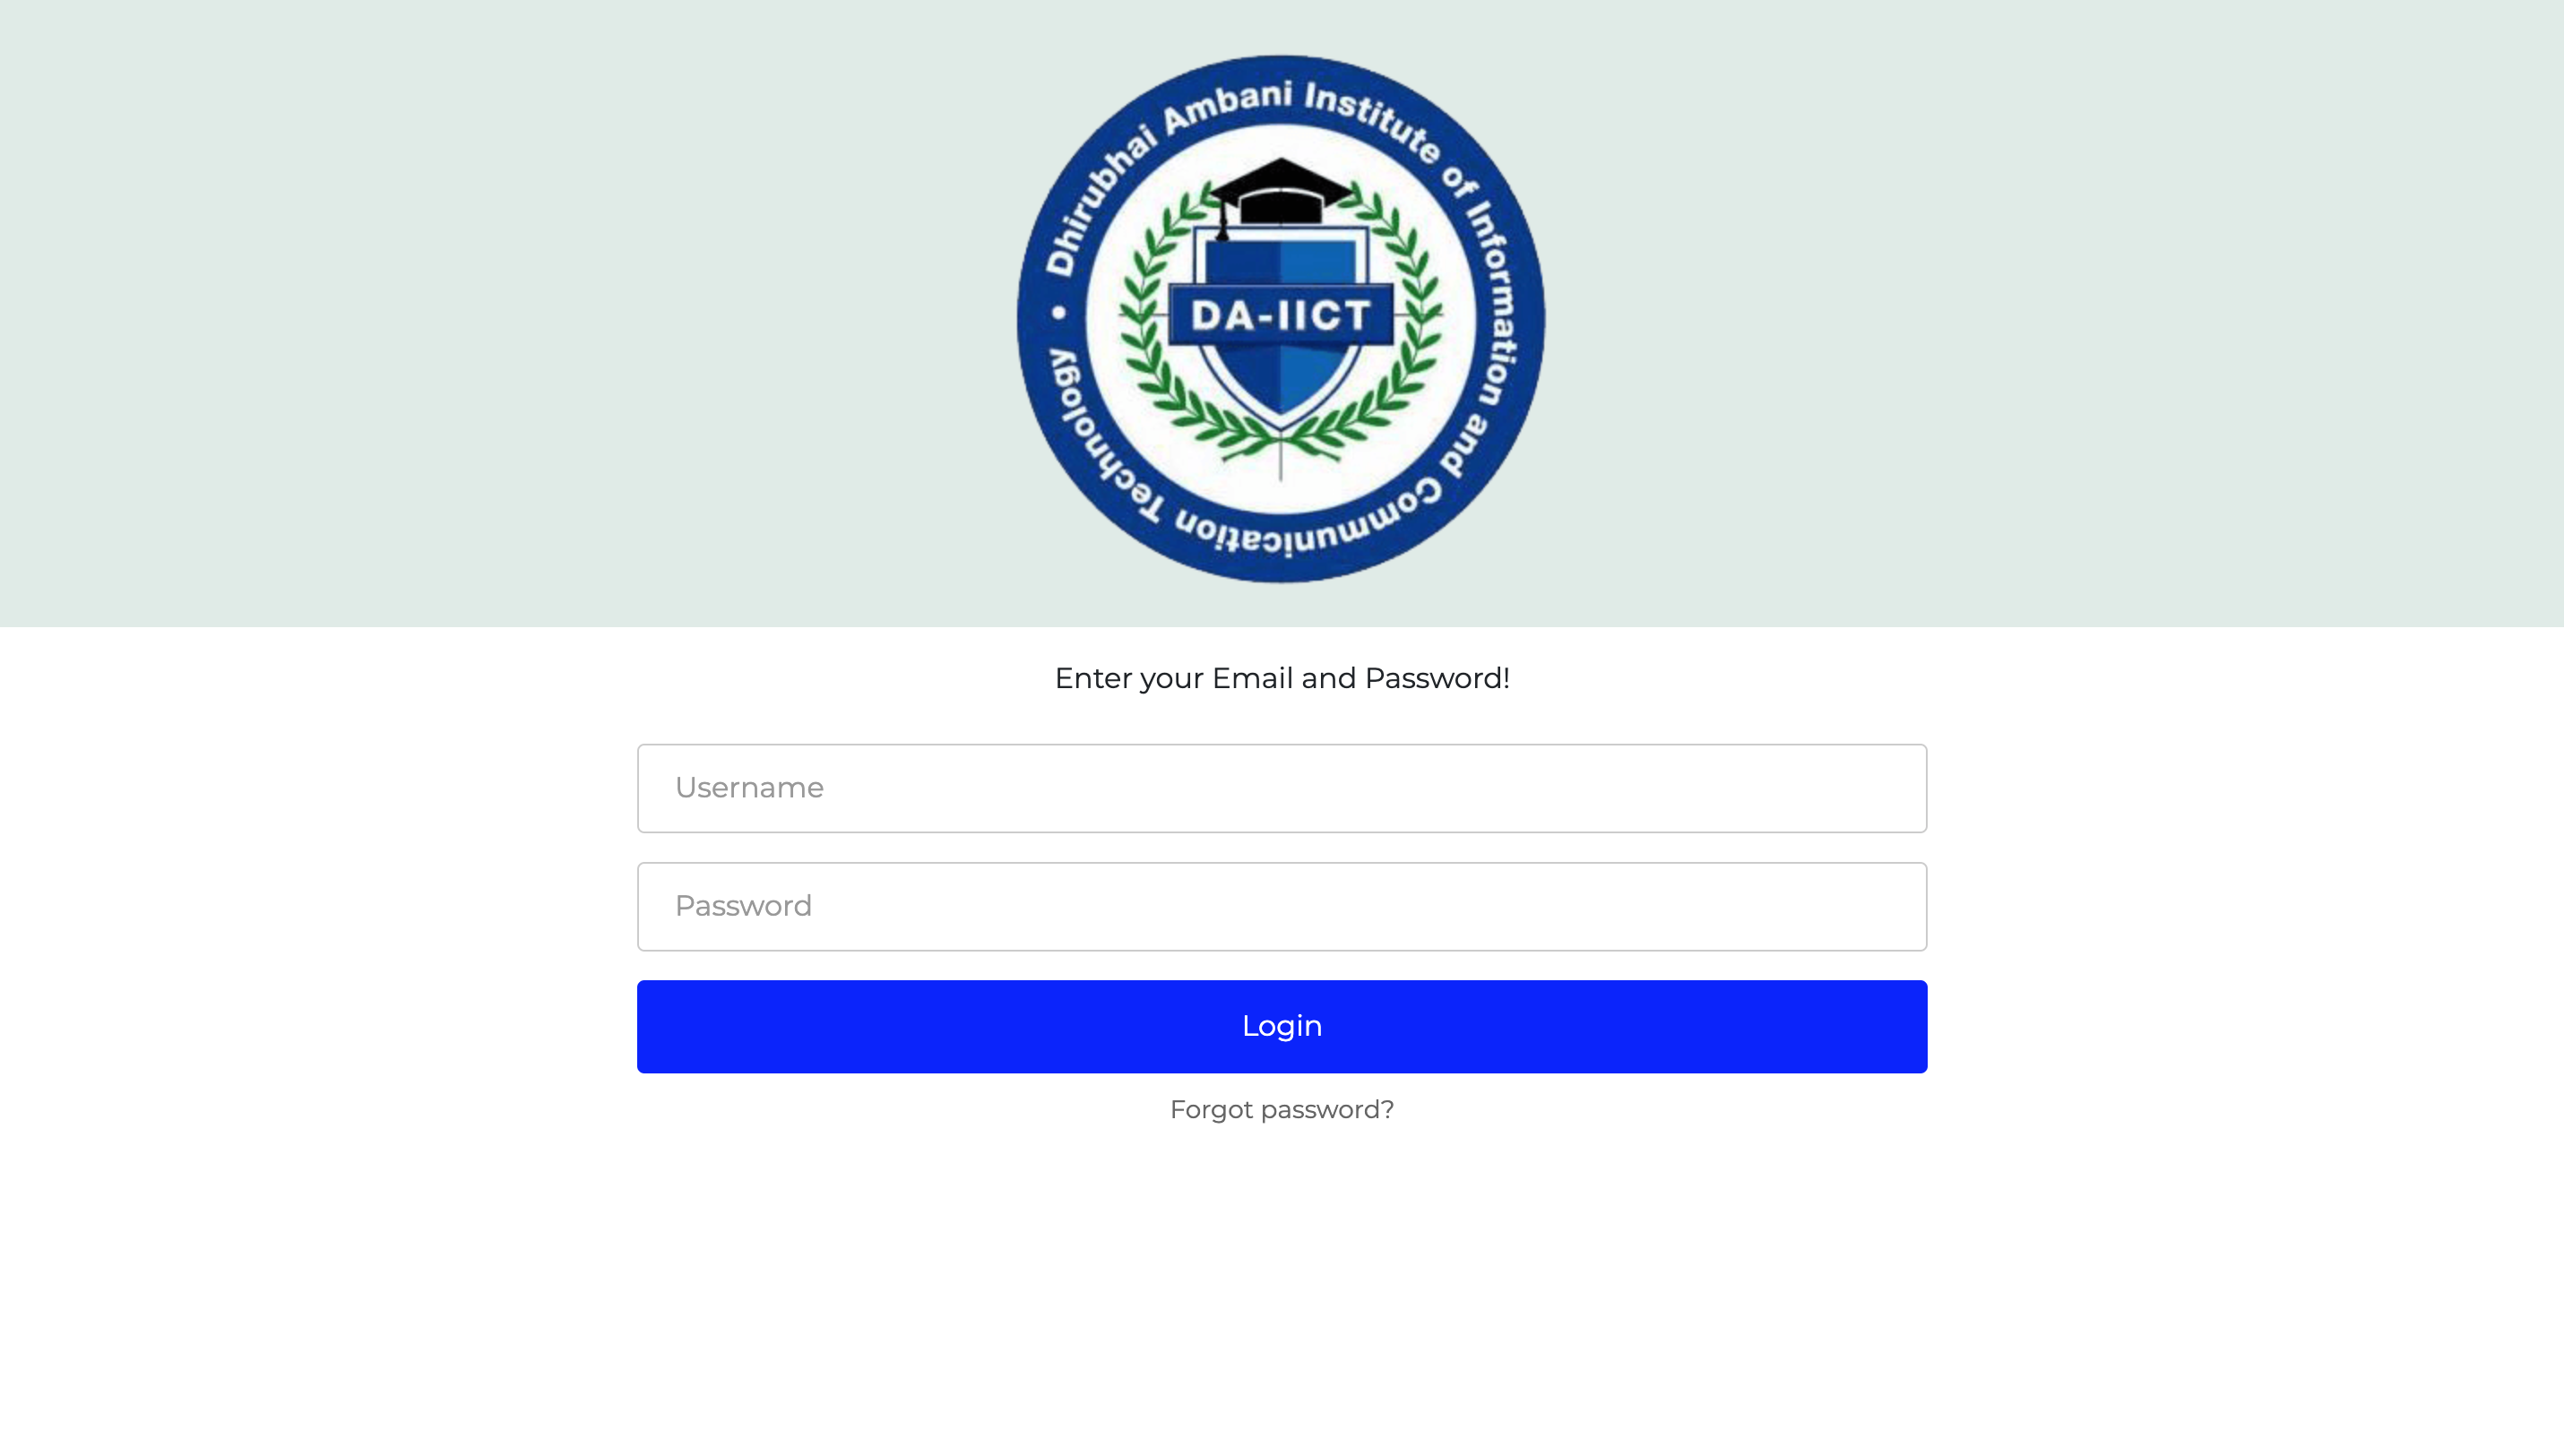 • Dhirubhai Ambani Institute of Information and Communication Technology
DA-IICT
Enter your Email and Password!
Username
Password
Login
Forgot password?